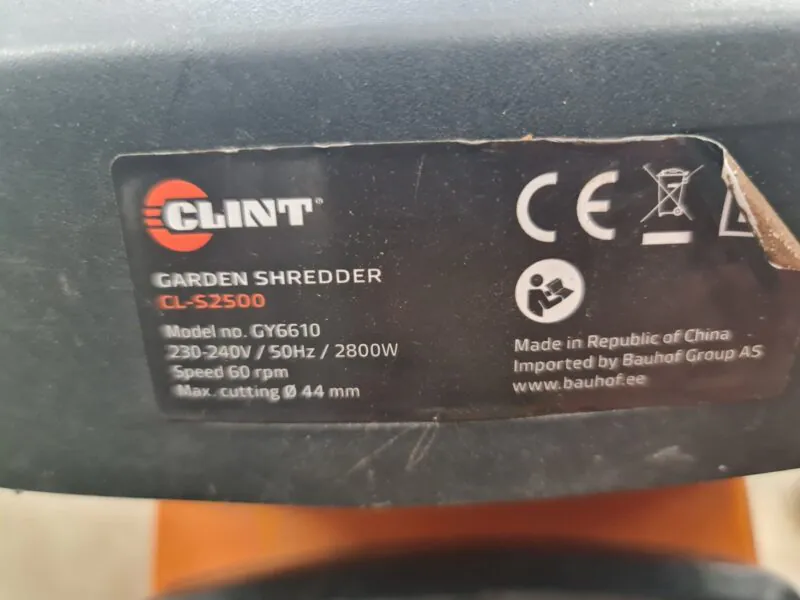 CLINT®
GARDEN SHREDDER
CL-S2500
Model no. GY6610
230-240V / 50Hz / 2800W
Speed 60 rpm
Max. cutting Ø 44 mm
CE
Made in Republic of China
Imported by Bauhof Group AS
www.bauhof.ee